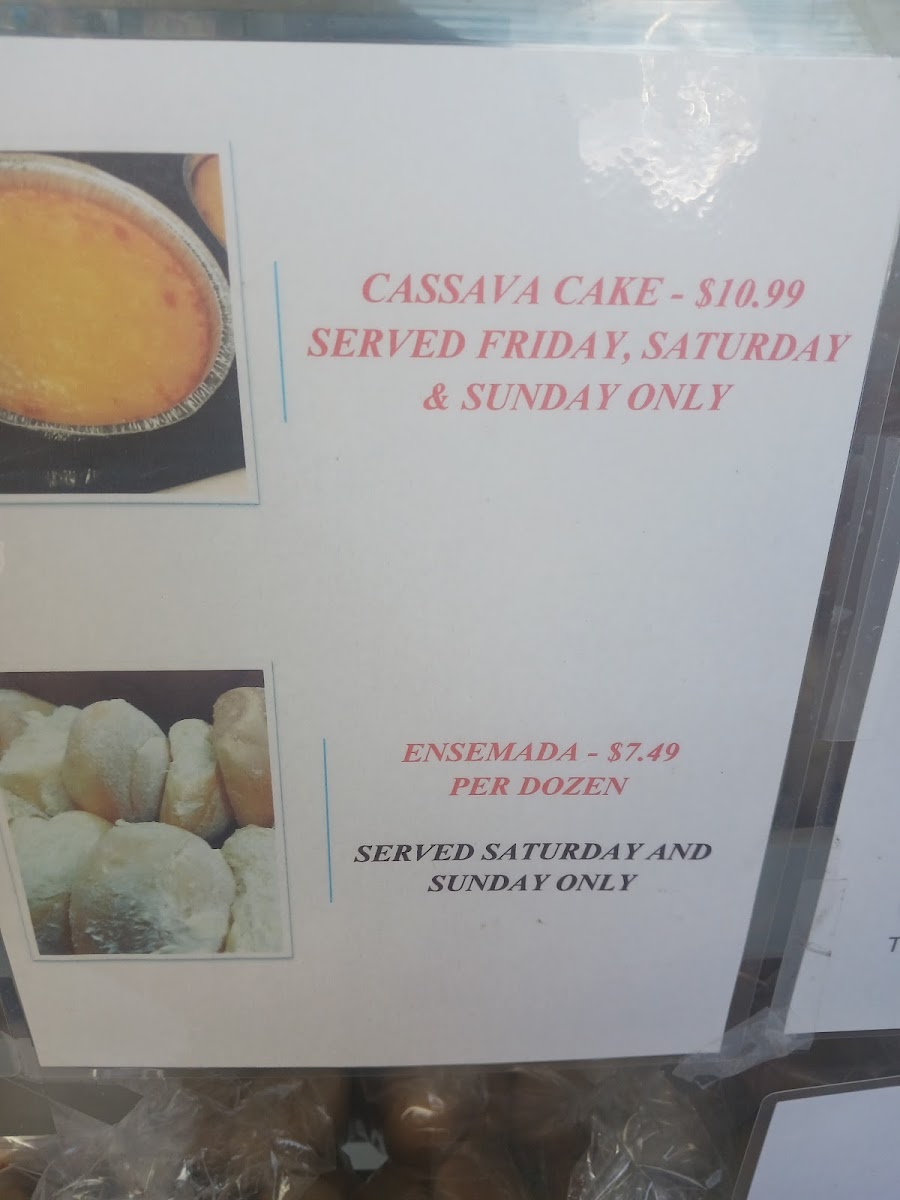 CASSAVA CAKE - $10.99
SERVED FRIDAY, SATURDAY
& SUNDAY ONLY
ENSEMADA - $7.49
PER DOZEN
SERVED SATURDAY AND
SUNDAY ONLY
T